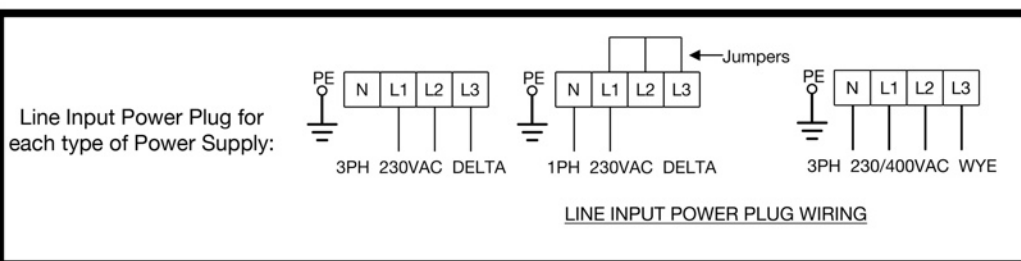 Line Input Power Plug for
each type of Power Supply:
PE
N L1 L2 L3
3PH 230VAC DELTA
Jumpers
PE
N L1 L2 L3
1PH 230VAC DELTA
PE
N L1 L2 L3
3PH 230/400VAC WYE
LINE INPUT POWER PLUG WIRING